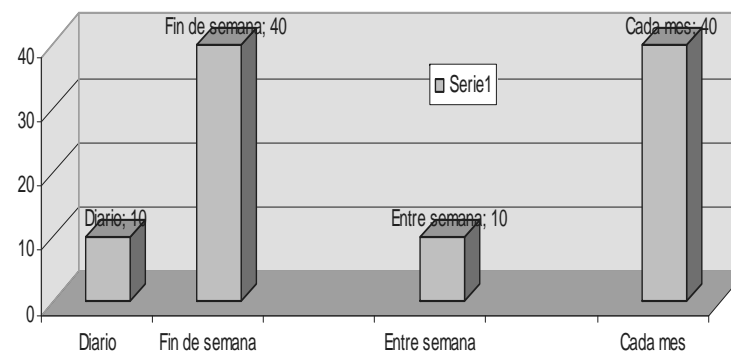 Fin de semana; 40
Cada mes; 40
40
Serie1
30
20
Diario; 10
Entre semana; 10
10
0
Diario
Fin de semana
Entre semana
Cada mes